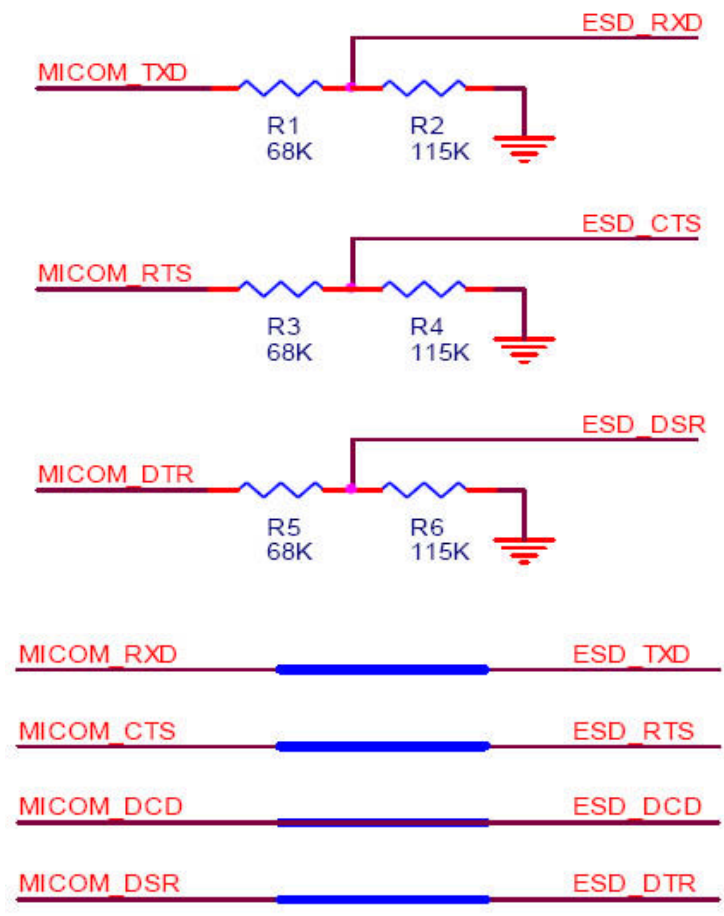 ESD_RXD
MICOM_TXD
R1 R2
68K 115K
ESD_CTS
MICOM_RTS
R3 R4
68K 115K
ESD_DSR
MICOM_DTR
R5 R6
68K 115K
MICOM_RXD ESD_TXD
MICOM_CTS ESD_RTS
MICOM_DCD ESD_DCD
MICOM_DSR ESD_DTR